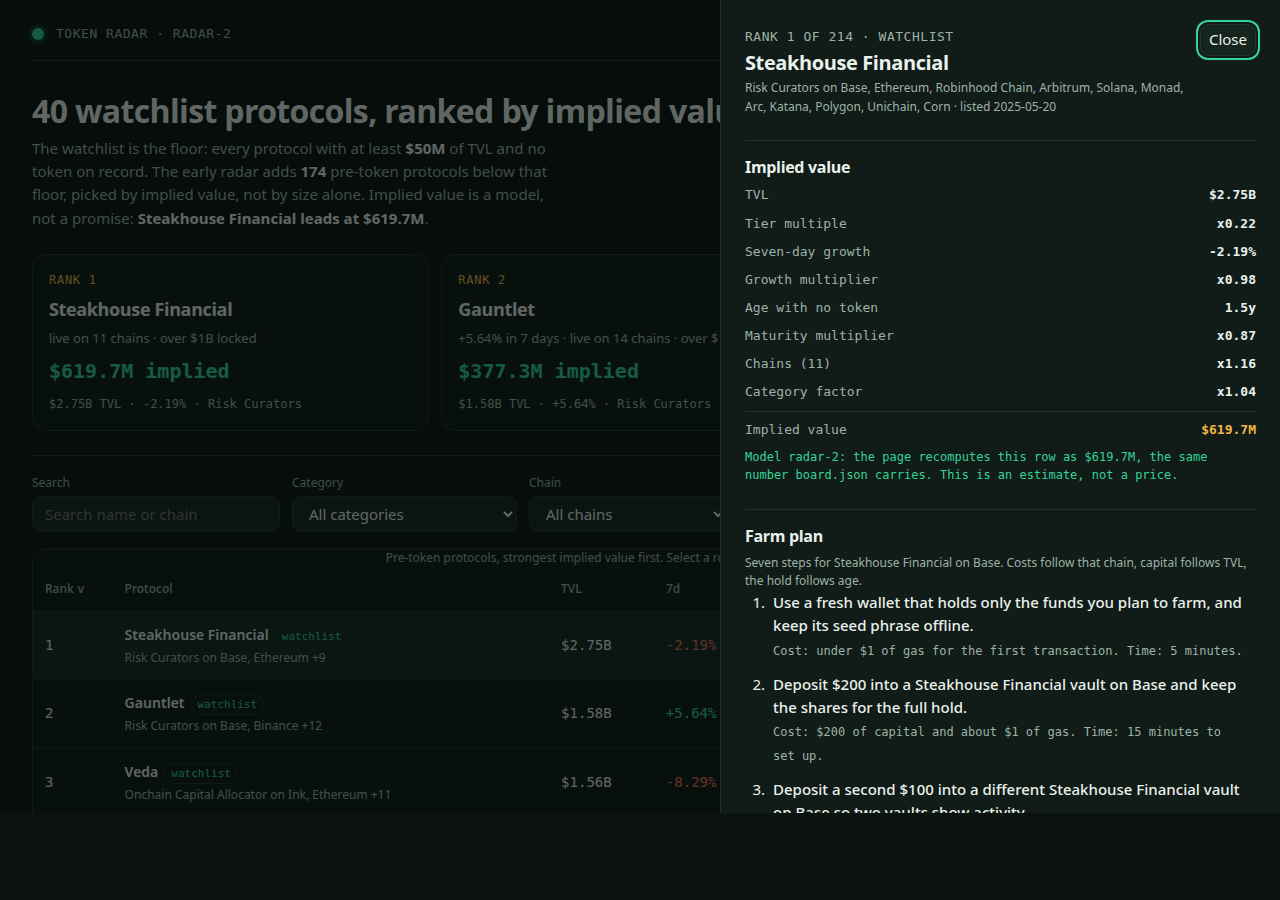 TOKEN RADAR · RADAR-2
40 watchlist protocols, ranked by implied valu
The watchlist is the floor: every protocol with at least $50M of TVL and no
token on record. The early radar adds 174 pre-token protocols below that
floor, picked by implied value, not by size alone. Implied value is a model,
not a promise: Steakhouse Financial leads at $619.7M.
RANK 1
Steakhouse Financial
live on 11 chains · over $1B locked
$619.7M implied
$2.75B TVL · -2.19% · Risk Curators
RANK 2
Gauntlet
+5.64% in 7 days · live on 14 chains · over $
$377.3M implied
$1.58B TVL · +5.64% · Risk Curators
Search
Category
Chain
Search name or chain
All categories
All chains
Pre-token protocols, strongest implied value first. Select a ro
Rank v
Protocol
TVL
7d
1
Steakhouse Financial watchlist
Risk Curators on Base, Ethereum +9
$2.75B
-2.19%
2
Gauntlet watchlist
Risk Curators on Base, Binance +12
$1.58B
+5.64%
3
Veda watchlist
Onchain Capital Allocator on Ink, Ethereum +11
$1.56B
-8.29%
RANK 1 OF 214 · WATCHLIST
Close
Steakhouse Financial
Risk Curators on Base, Ethereum, Robinhood Chain, Arbitrum, Solana, Monad,
Arc, Katana, Polygon, Unichain, Corn · listed 2025-05-20
Implied value
TVL $2.75B
Tier multiple x0.22
Seven-day growth -2.19%
Growth multiplier x0.98
Age with no token 1.5y
Maturity multiplier x0.87
Chains (11) x1.16
Category factor x1.04
Implied value $619.7M
Model radar-2: the page recomputes this row as $619.7M, the same
number board.json carries. This is an estimate, not a price.
Farm plan
Seven steps for Steakhouse Financial on Base. Costs follow that chain, capital follows TVL,
the hold follows age.
1. Use a fresh wallet that holds only the funds you plan to farm, and
keep its seed phrase offline.
Cost: under $1 of gas for the first transaction. Time: 5 minutes.
2. Deposit $200 into a Steakhouse Financial vault on Base and keep
the shares for the full hold.
Cost: $200 of capital and about $1 of gas. Time: 15 minutes to
set up.
3. Deposit a second $100 into a different Steakhouse Financial vault
on Base so two vaults show activity.